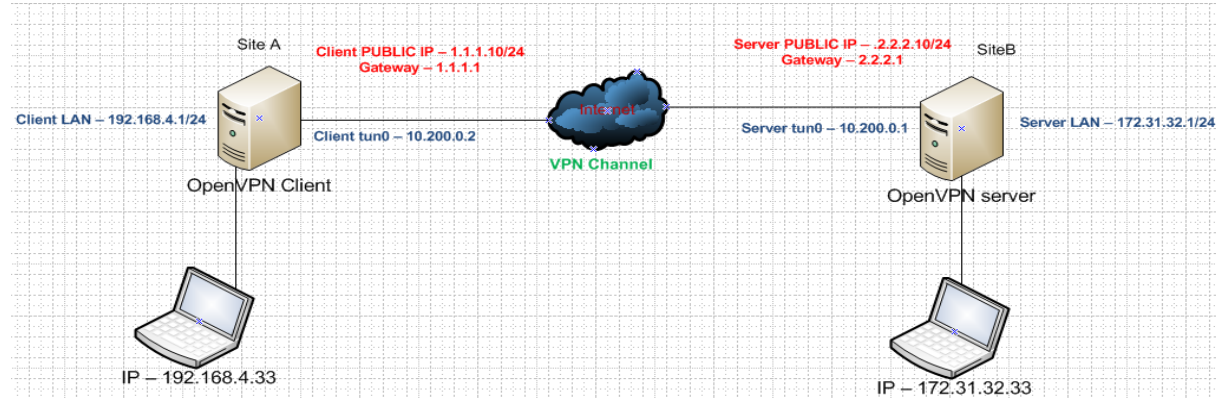 Site A
Client PUBLIC IP – 1.1.1.10/24
Gateway – 1.1.1.1
Server PUBLIC IP – .2.2.2.10/24
Gateway – 2.2.2.1
SiteB
Client LAN – 192.168.4.1/24
Client tun0 – 10.200.0.2
Internet
VPN Channel
Server tun0 – 10.200.0.1
Server LAN – 172.31.32.1/24
OpenVPN Client
OpenVPN server
IP – 192.168.4.33
IP – 172.31.32.33